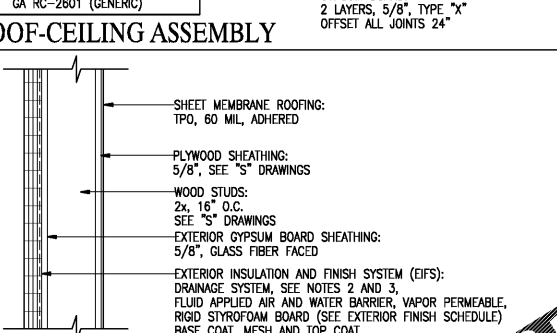 GA RC-2601 (GENERIC)
2 LAYERS, 5/8", TYPE "X"
OFFSET ALL JOINTS 24"
OOF-CEILING ASSEMBLY
SHEET MEMBRANE ROOFING:
TPO, 60 MIL, ADHERED
PLYWOOD SHEATHING:
5/8", SEE "S" DRAWINGS
WOOD STUDS:
2x, 16" O.C.
SEE "S" DRAWINGS
EXTERIOR GYPSUM BOARD SHEATHING:
5/8", GLASS FIBER FACED
EXTERIOR INSULATION AND FINISH SYSTEM (EIFS):
DRAINAGE SYSTEM, SEE NOTES 2 AND 3,
FLUID APPLIED AIR AND WATER BARRIER, VAPOR PERMEABLE,
RIGID STYROFOAM BOARD (SEE EXTERIOR FINISH SCHEDULE)
BASE COAT, MESH AND TOP COAT